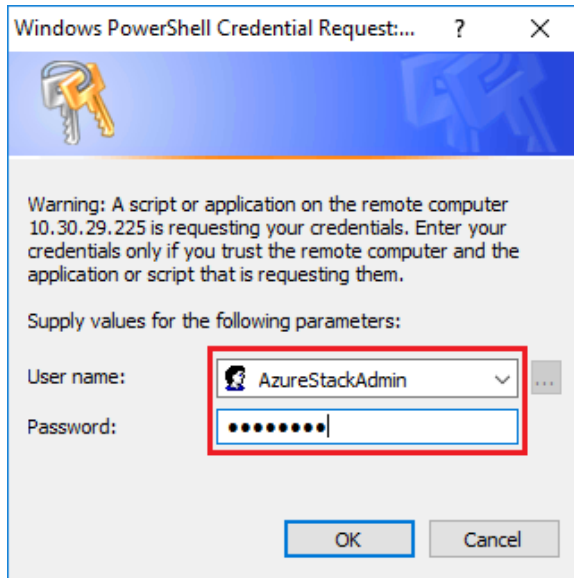 Windows PowerShell Credential Request:... ?
Warning: A script or application on the remote computer
10.30.29.225 is requesting your credentials. Enter your
credentials only if you trust the remote computer and the
application or script that is requesting them.
Supply values for the following parameters:
User name: AzureStackAdmin ...
Password: ●●●●●●●●
OK Cancel